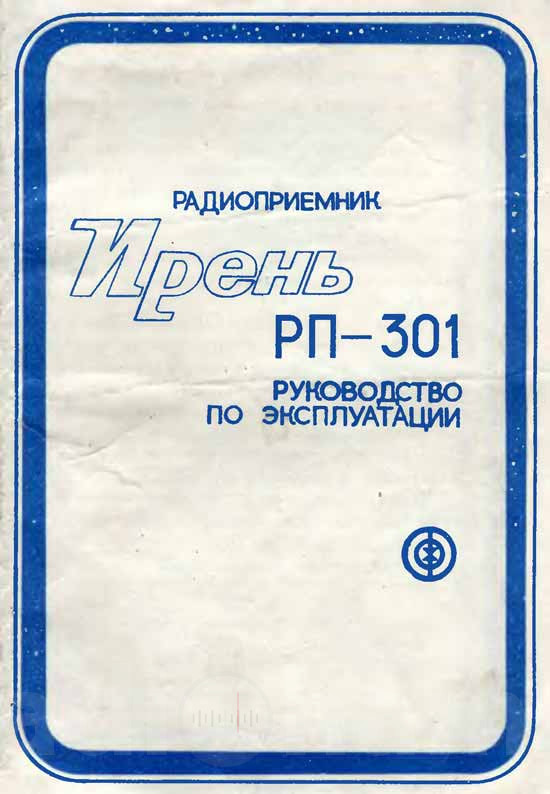 РАДИОПРИЕМНИК
Ирень
РП-301
РУКОВОДСТВО
ПО ЭКСПЛУАТАЦИИ